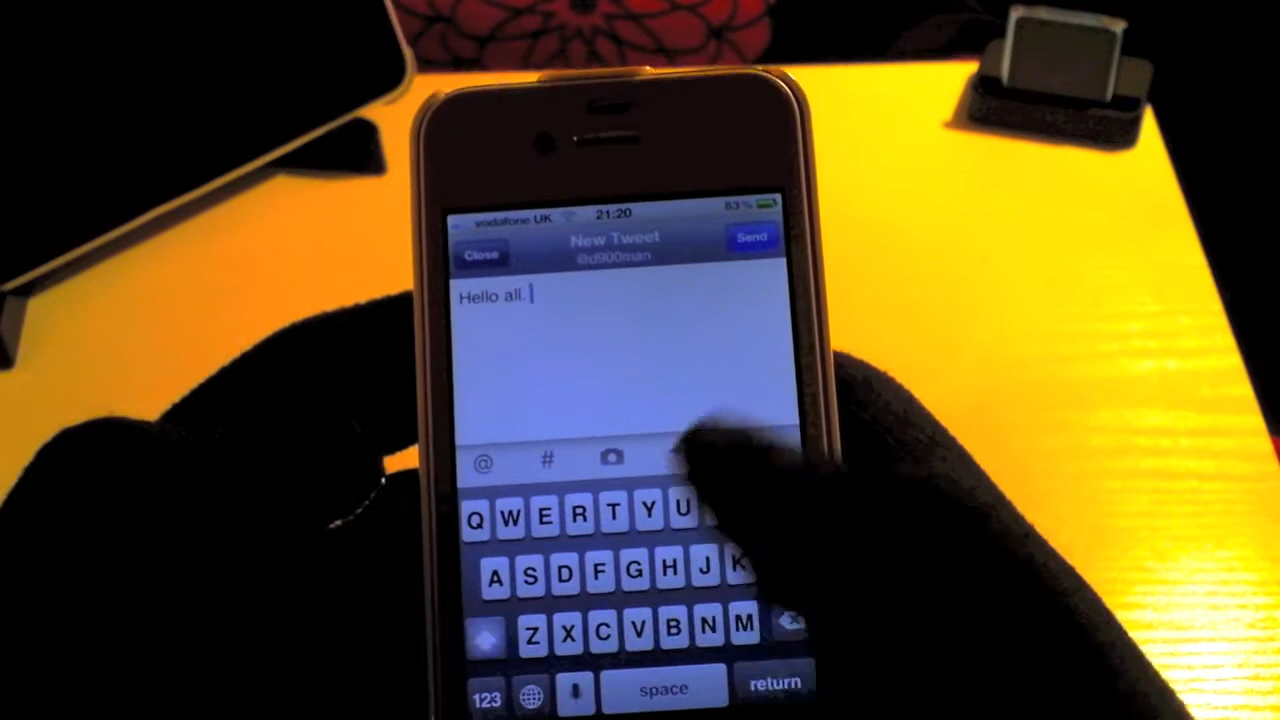 vodafone UK 21:20 83%
Close New Tweet Send
@d900man
Hello all.
@ #
Q W E R T Y U
A S D F G H J K
Z X C V B N M
123 space return